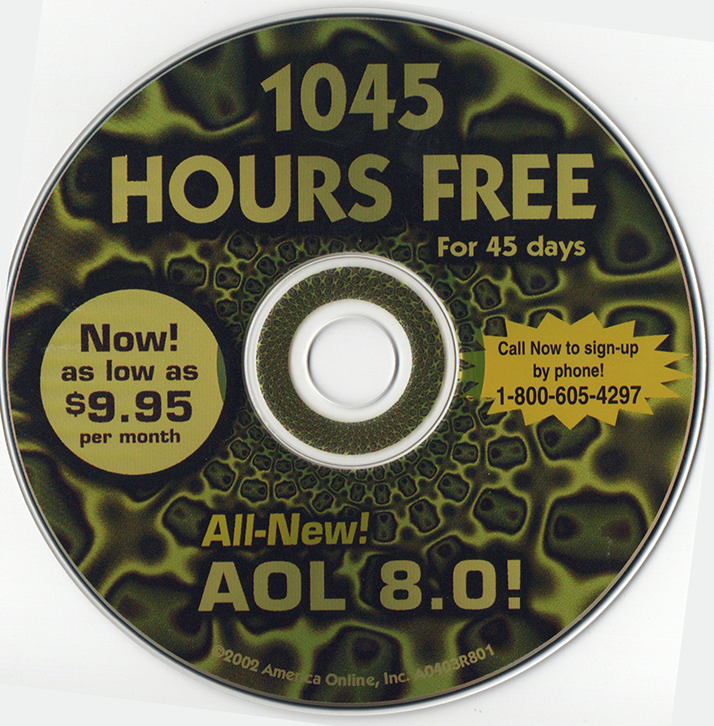 1045
HOURS FREE
For 45 days
Now!
as low as
$9.95
per month
Call Now to sign-up
by phone!
1-800-605-4297
All-New!
AOL 8.0!
©2002 America Online, Inc. A0403R801